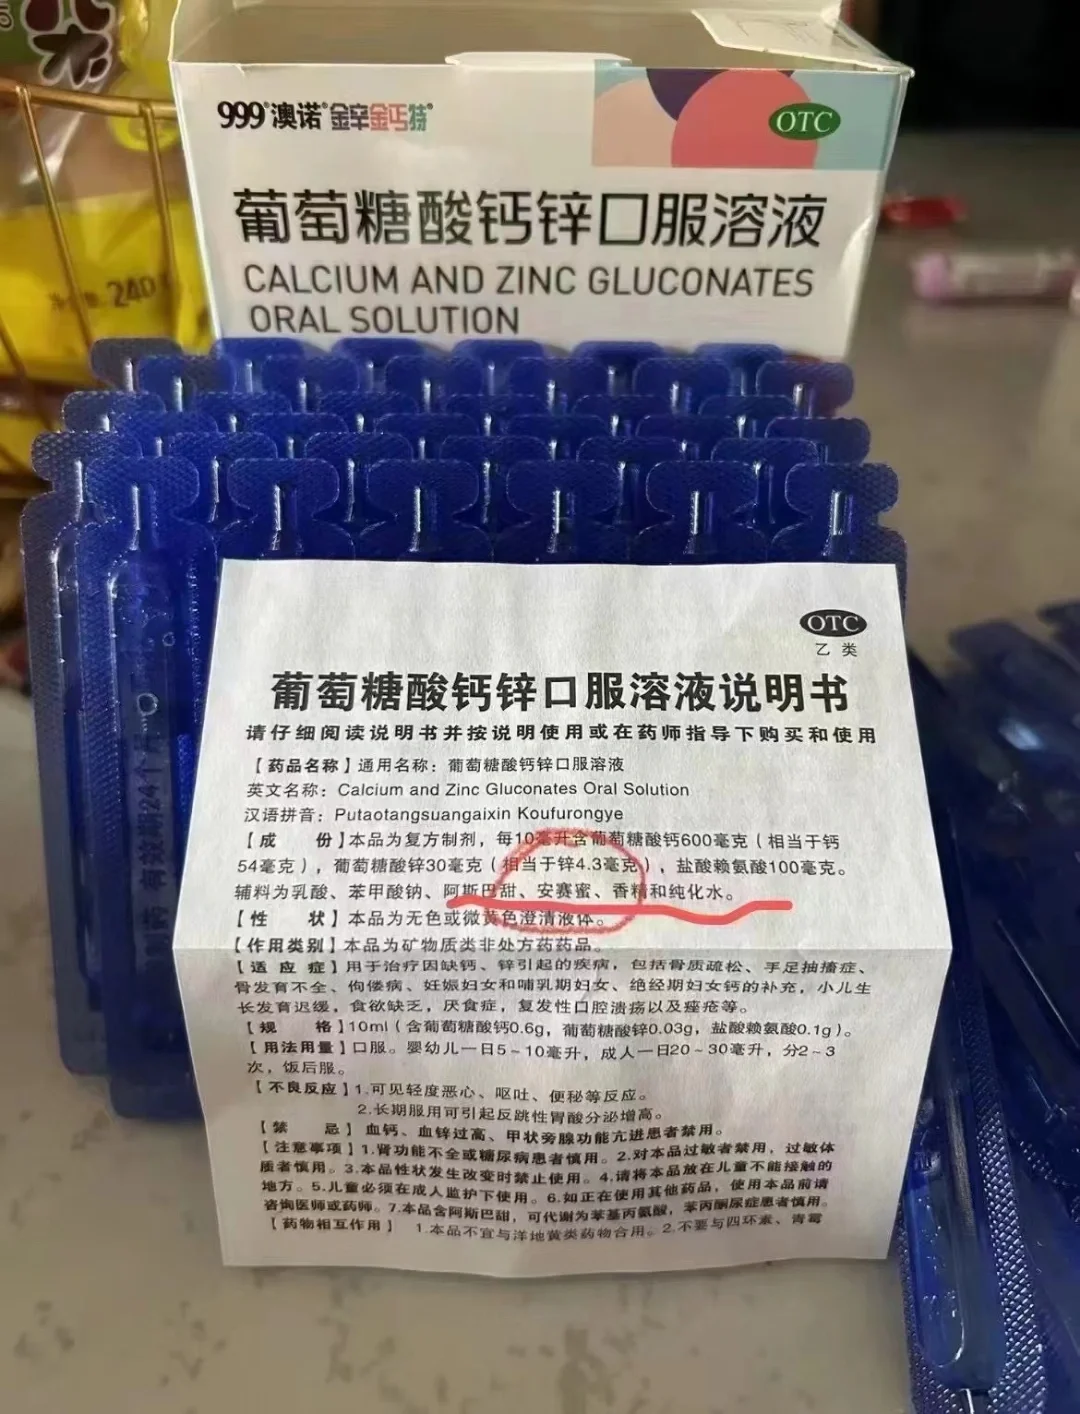 999®澳诺®金辛金丐特®
OTC
葡萄糖酸钙锌口服溶液
CALCIUM AND ZINC GLUCONATES
ORAL SOLUTION
240
有效期24个月
OTC
乙类
葡萄糖酸钙锌口服溶液说明书
请仔细阅读说明书并按说明使用或在药师指导下购买和使用
【药品名称】通用名称：葡萄糖酸钙锌口服溶液
英文名称：Calcium and Zinc Gluconates Oral Solution
汉语拼音：Putaotangsuangaixin Koufurongye
【成 份】本品为复方制剂，每10毫升含葡萄糖酸钙600毫克（相当于钙
54毫克），葡萄糖酸锌30毫克（相当于锌4.3毫克），盐酸赖氨酸100毫克。
辅料为乳酸、苯甲酸钠、阿斯巴甜、安赛蜜、香精和纯化水。
【性 状】本品为无色或微黄色澄清液体。
【作用类别】本品为矿物质类非处方药药品。
【适应症】用于治疗因缺钙、锌引起的疾病，包括骨质疏松、手足抽搐症、
骨发育不全、佝偻病、妊娠妇女和哺乳期妇女、绝经期妇女钙的补充，小儿生
长发育迟缓，食欲缺乏，厌食症，复发性口腔溃疡以及痤疮等。
【规 格】10ml（含葡萄糖酸钙0.6g，葡萄糖酸锌0.03g，盐酸赖氨酸0.1g）。
【用法用量】口服。婴幼儿一日5～10毫升，成人一日20～30毫升，分2～3
次，饭后服。
【不良反应】1.可见轻度恶心、呕吐、便秘等反应。
2.长期服用可引起反跳性胃酸分泌增高。
【禁 忌】血钙、血锌过高、甲状旁腺功能亢进患者禁用。
【注意事项】1.肾功能不全或糖尿病患者慎用。2.对本品过敏者禁用，过敏体
质者慎用。3.本品性状发生改变时禁止使用。4.请将本品放在儿童不能接触的
地方。5.儿童必须在成人监护下使用。6.如正在使用其他药品，使用本品前请
咨询医师或药师。7.本品含阿斯巴甜，可代谢为苯基丙氨酸，苯丙酮尿症患者慎用。
【药物相互作用】 1.本品不宜与洋地黄类药物合用。2.不要与四环素、青霉